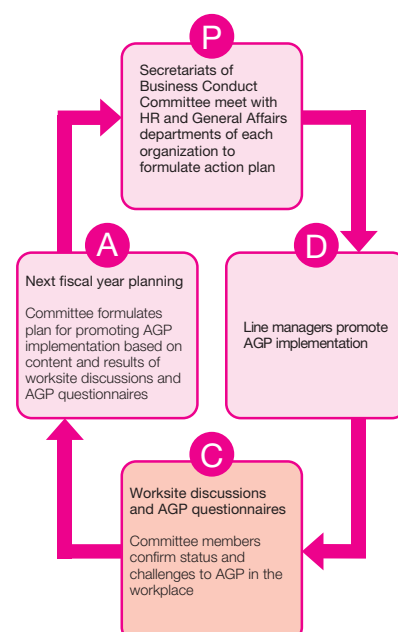 P
Secretariats of
Business Conduct
Committee meet with
HR and General Affairs
departments of each
organization to
formulate action plan
D
Line managers promote
AGP implementation
C
Worksite discussions
and AGP questionnaires
Committee members
confirm status and
challenges to AGP in the
workplace
A
Next fiscal year planning
Committee formulates
plan for promoting AGP
implementation based on
content and results of
worksite discussions and
AGP questionnaires